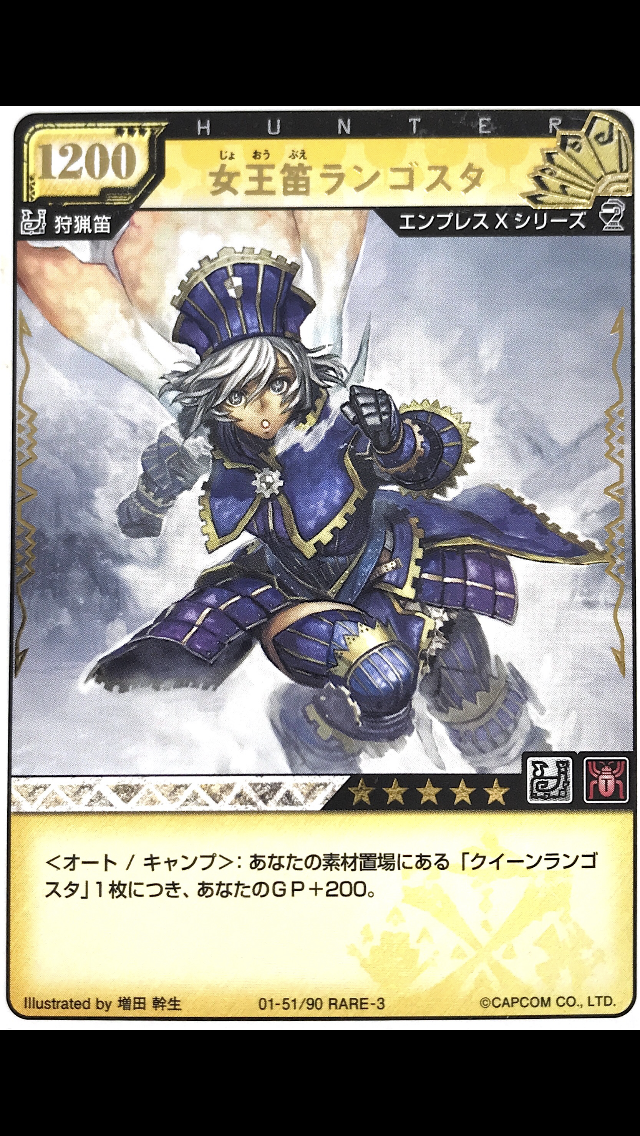 HUNTER
1200
じょ おう ぶえ
女王笛ランゴスタ
狩猟笛
エンプレスXシリーズ
<オート / キャンプ>:あなたの素材置場にある「クイーンランゴ
スタ」1枚につき、あなたのGP+200。
Illustrated by 増田 幹生
01-51/90 RARE-3
©CAPCOM CO., LTD.